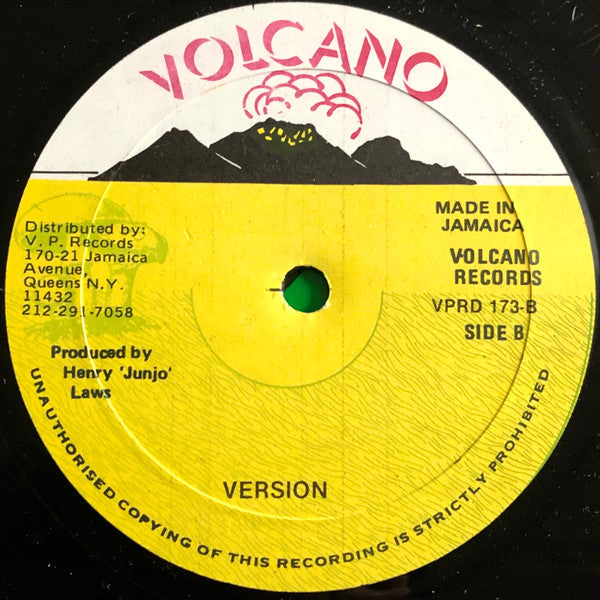 VOLCANO
Distributed by:
V. P. Records
170-21 Jamaica
Avenue,
Queens N.Y.
11432
212-291-7058
Produced by
Henry 'Junjo'
Laws
MADE IN
JAMAICA
VOLCANO
RECORDS
VPRD 173-B
SIDE B
VERSION
UNAUTHORISED COPYING OF THIS RECORDING IS STRICTLY PROHIBITED